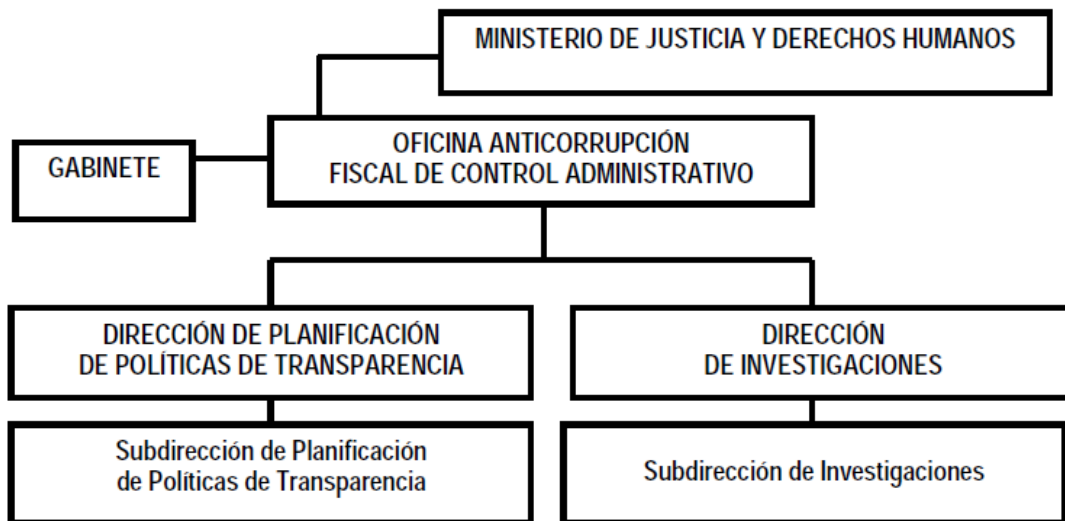 MINISTERIO DE JUSTICIA Y DERECHOS HUMANOS
OFICINA ANTICORRUPCIÓN
FISCAL DE CONTROL ADMINISTRATIVO
GABINETE
DIRECCIÓN DE PLANIFICACIÓN
DE POLÍTICAS DE TRANSPARENCIA
DIRECCIÓN
DE INVESTIGACIONES
Subdirección de Planificación
de Políticas de Transparencia
Subdirección de Investigaciones